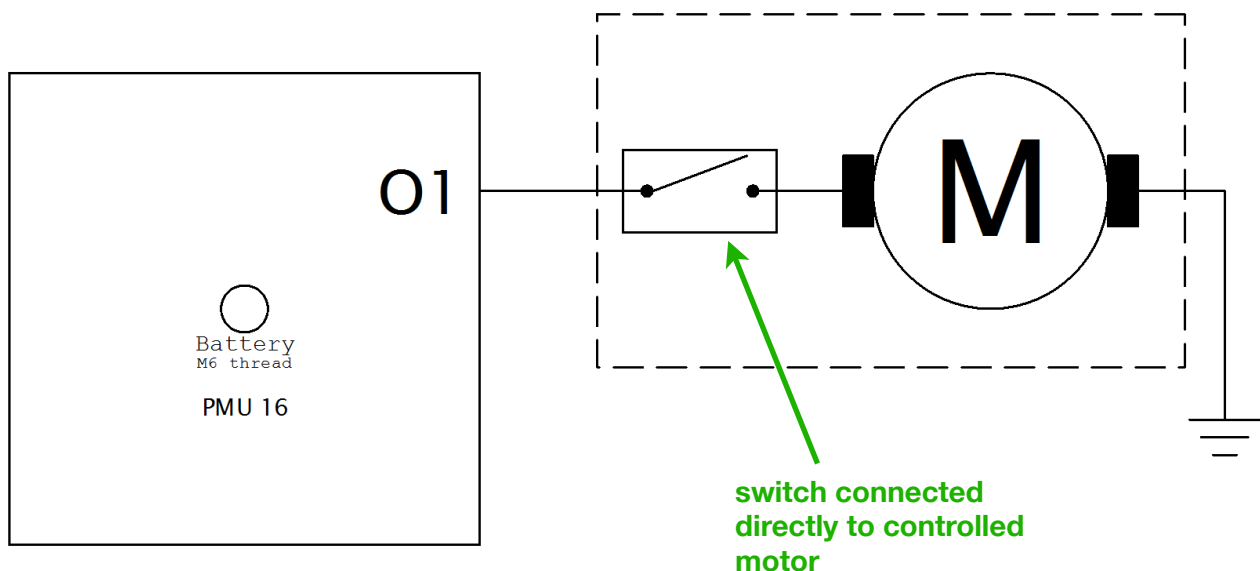 O1
M
Battery
M6 thread
PMU 16
switch connected
directly to controlled
motor